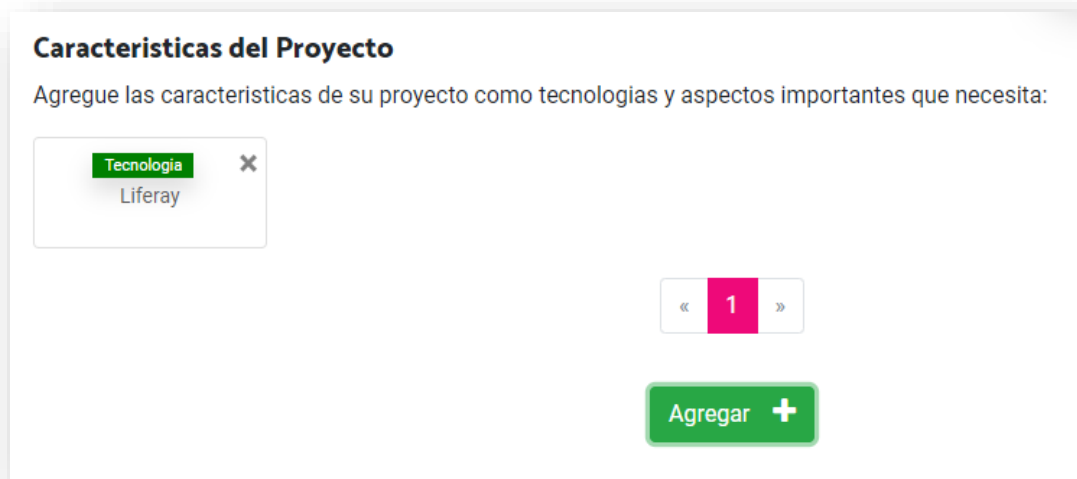 Caracteristicas del Proyecto
Agregue las caracteristicas de su proyecto como tecnologias y aspectos importantes que necesita:
Tecnologia
Liferay
« 1 »
Agregar